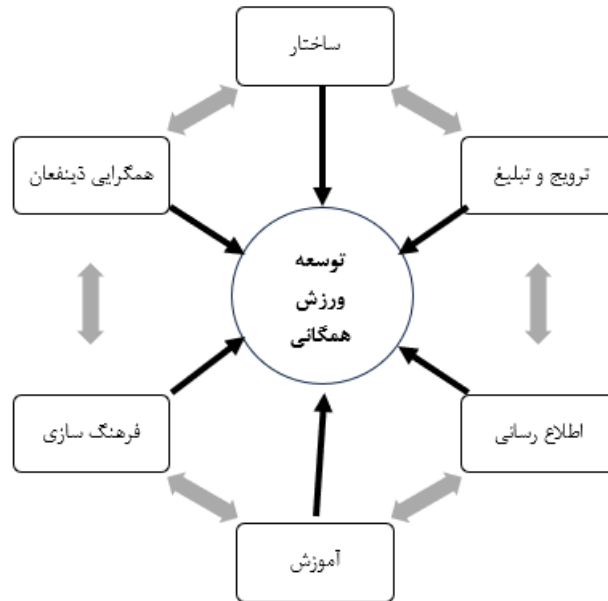 ساختار
ترویج و تبلیغ
همگرایی ذینفعان
توسعه
ورزش
همگانی
اطلاع رسانی
فرهنگ سازی
آموزش